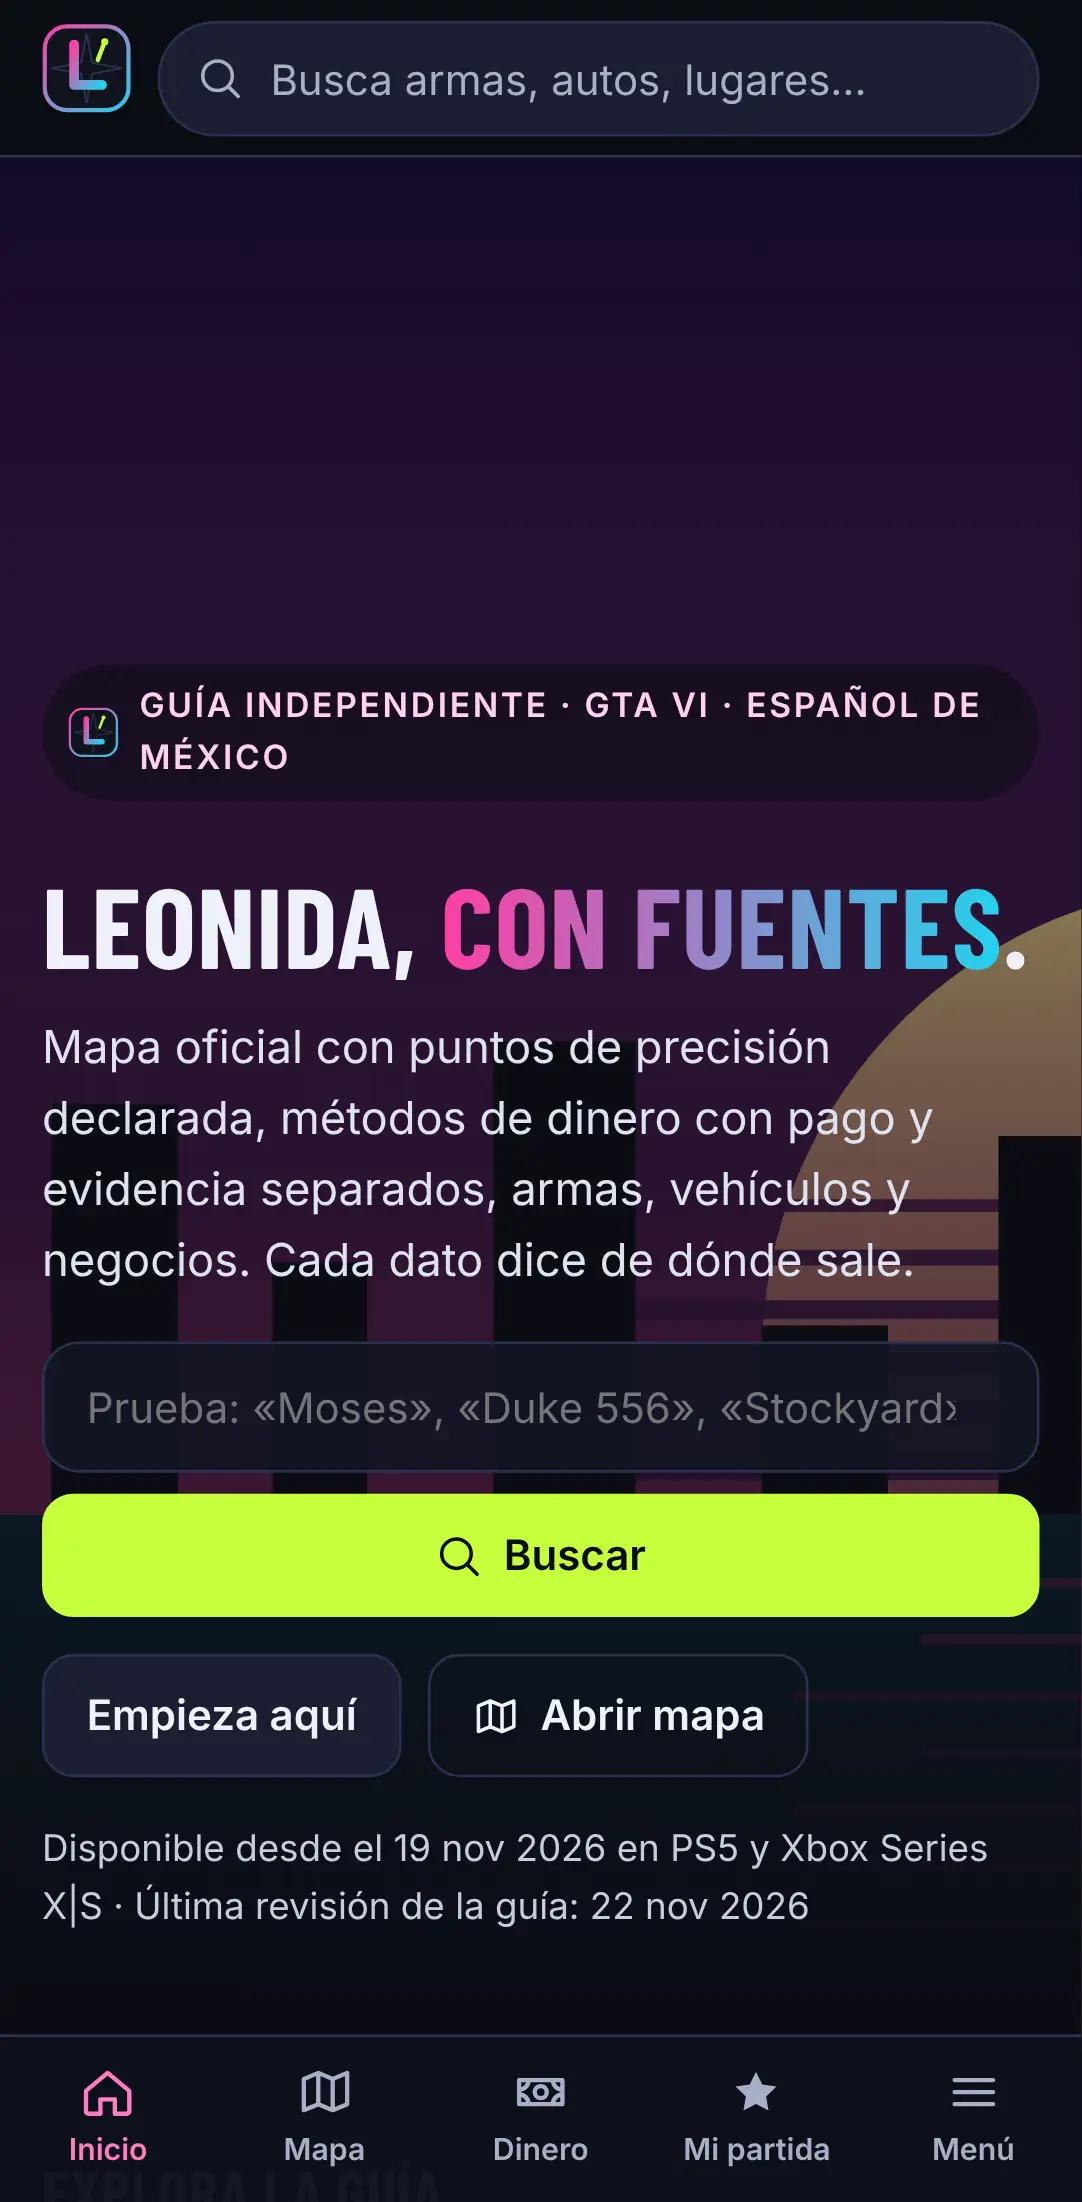 Busca armas, autos, lugares...
GUÍA INDEPENDIENTE · GTA VI · ESPAÑOL DE
MÉXICO
LEONIDA, CON FUENTES.
Mapa oficial con puntos de precisión
declarada, métodos de dinero con pago y
evidencia separados, armas, vehículos y
negocios. Cada dato dice de dónde sale.
Prueba: «Moses», «Duke 556», «Stockyard»
Buscar
Empieza aquí
Abrir mapa
Disponible desde el 19 nov 2026 en PS5 y Xbox Series
X|S · Última revisión de la guía: 22 nov 2026
Inicio
Mapa
Dinero
Mi partida
Menú
EXPLORA LA GUÍA